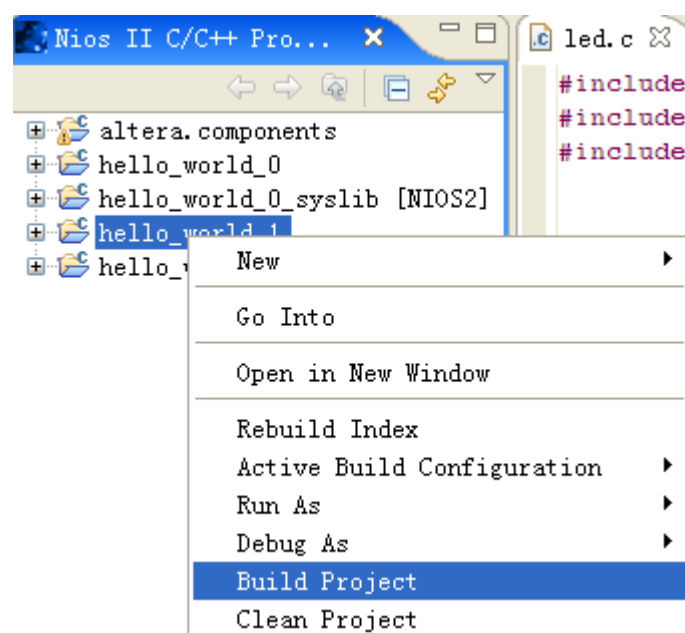 Nios II C/C++ Pro...
led.c
#include
#include
#include
altera.components
hello_world_0
hello_world_0_syslib [NIOS2]
hello_world_1
hello_
New
Go Into
Open in New Window
Rebuild Index
Active Build Configuration
Run As
Debug As
Build Project
Clean Project